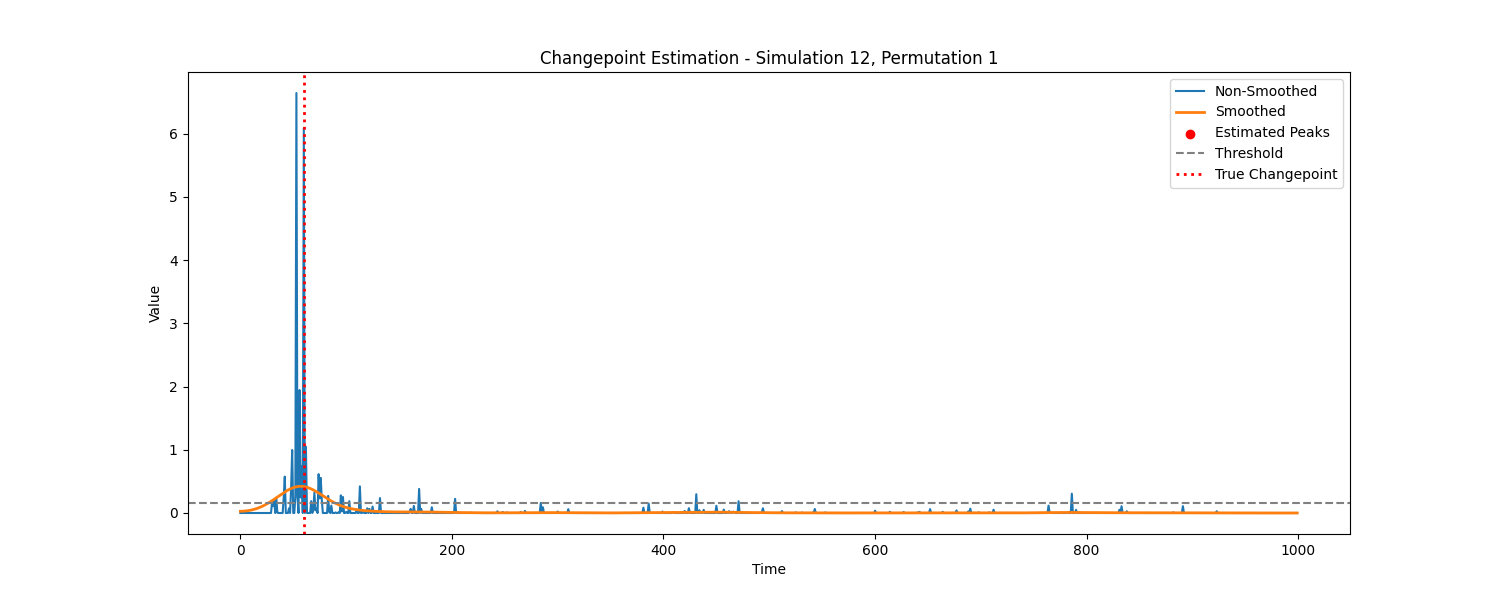 Changepoint Estimation - Simulation 12, Permutation 1
Non-Smoothed
Smoothed
Estimated Peaks
Threshold
True Changepoint
Value
6
5
4
3
2
1
0
0
200
400
600
800
1000
Time